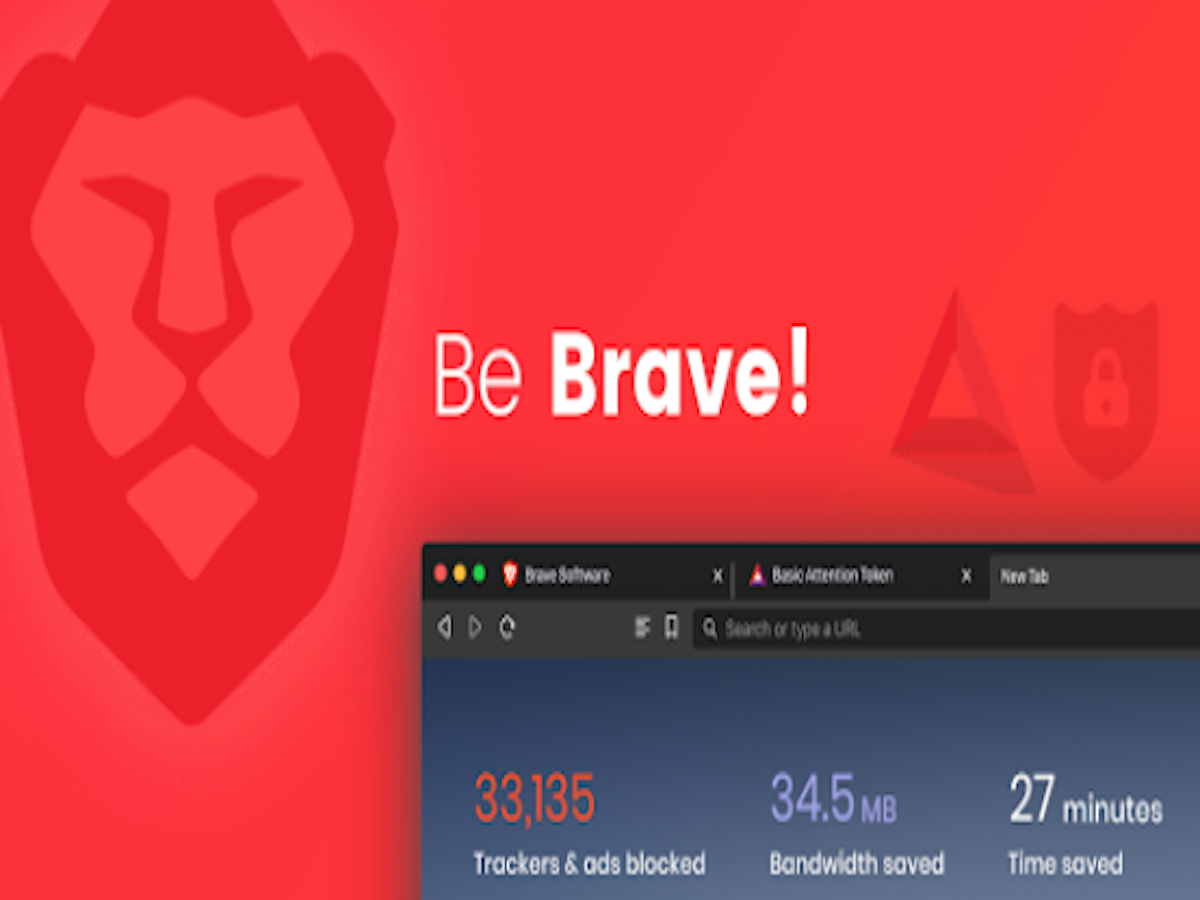 Be Brave!
Brave Software
Basic Attention Token
New Tab
Search or type a URL
33,135
34.5 MB
27 minutes
Trackers & ads blocked
Bandwidth saved
Time saved